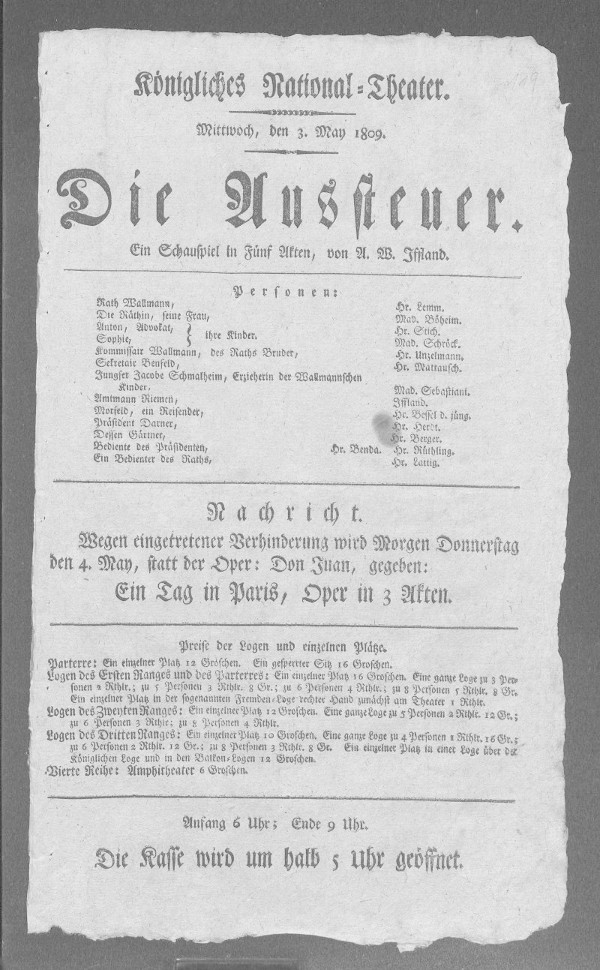 Königliches National-Theater.
Mittwoch, den 3. May 1809.
Die Aussteuer.
Ein Schauspiel in Fünf Akten, von A. W. Iffland.
Personen:
Rath Wallmann, Hr. Lemm.
Die Räthin, seine Frau, Mad. Böheim.
Anton, Advokat, Hr. Stich.
Sophie, ihre Kinder. Mad. Schröck.
Kommissair Wallmann, des Raths Bruder, Hr. Unzelmann.
Sekretair Benfeld, Hr. Mattausch.
Jungfer Jacobe Schmalheim, Erzieherin der Wallmannschen
Kinder. Mad. Sebastiani.
Amtmann Riemen, Iffland.
Morfeld, ein Reisender, Hr. Bessel d. jüng.
Präsident Darner, Hr. Herdt.
Dessen Gärtner, Hr. Berger.
Bediente des Präsidenten, Hr. Benda. Hr. Rüthling.
Ein Bedienter des Raths, Hr. Lattig.
Nachricht.
Wegen eingetretener Verhinderung wird Morgen Donnerstag
den 4. May, statt der Oper: Don Juan, gegeben:
Ein Tag in Paris, Oper in 3 Akten.
Preise der Logen und einzelnen Plätze.
Parterre: Ein einzelner Platz 12 Groschen. Ein gesperrter Sitz 16 Groschen.
Logen des Ersten Ranges und des Parterres: Ein einzelner Platz 16 Groschen. Eine ganze Loge zu 3 Per-
sonen 2 Rthlr.; zu 5 Personen 3 Rthlr. 8 Gr.; zu 6 Personen 4 Rthlr.; zu 8 Personen 5 Rthlr. 8 Gr.
Ein einzelner Platz in der sogenannten Fremden-Loge rechter Hand zunächst am Theater 1 Rthlr.
Logen des Zweyten Ranges: Ein einzelner Platz 12 Groschen. Eine ganze Loge zu 5 Personen 2 Rthlr. 12 Gr.;
zu 6 Personen 3 Rthlr.; zu 8 Personen 4 Rthlr.
Logen des Dritten Ranges: Ein einzelner Platz 10 Groschen. Eine ganze Loge zu 4 Personen 1 Rthlr. 16 Gr.;
zu 6 Personen 2 Rthlr. 12 Gr.; zu 8 Personen 3 Rthlr. 8 Gr. Ein einzelner Platz in einer Loge über der
Königlichen Loge und in den Balkon-Logen 12 Groschen.
Vierte Reihe: Amphitheater 6 Groschen.
Anfang 6 Uhr; Ende 9 Uhr.
Die Kasse wird um halb 5 Uhr geöffnet.